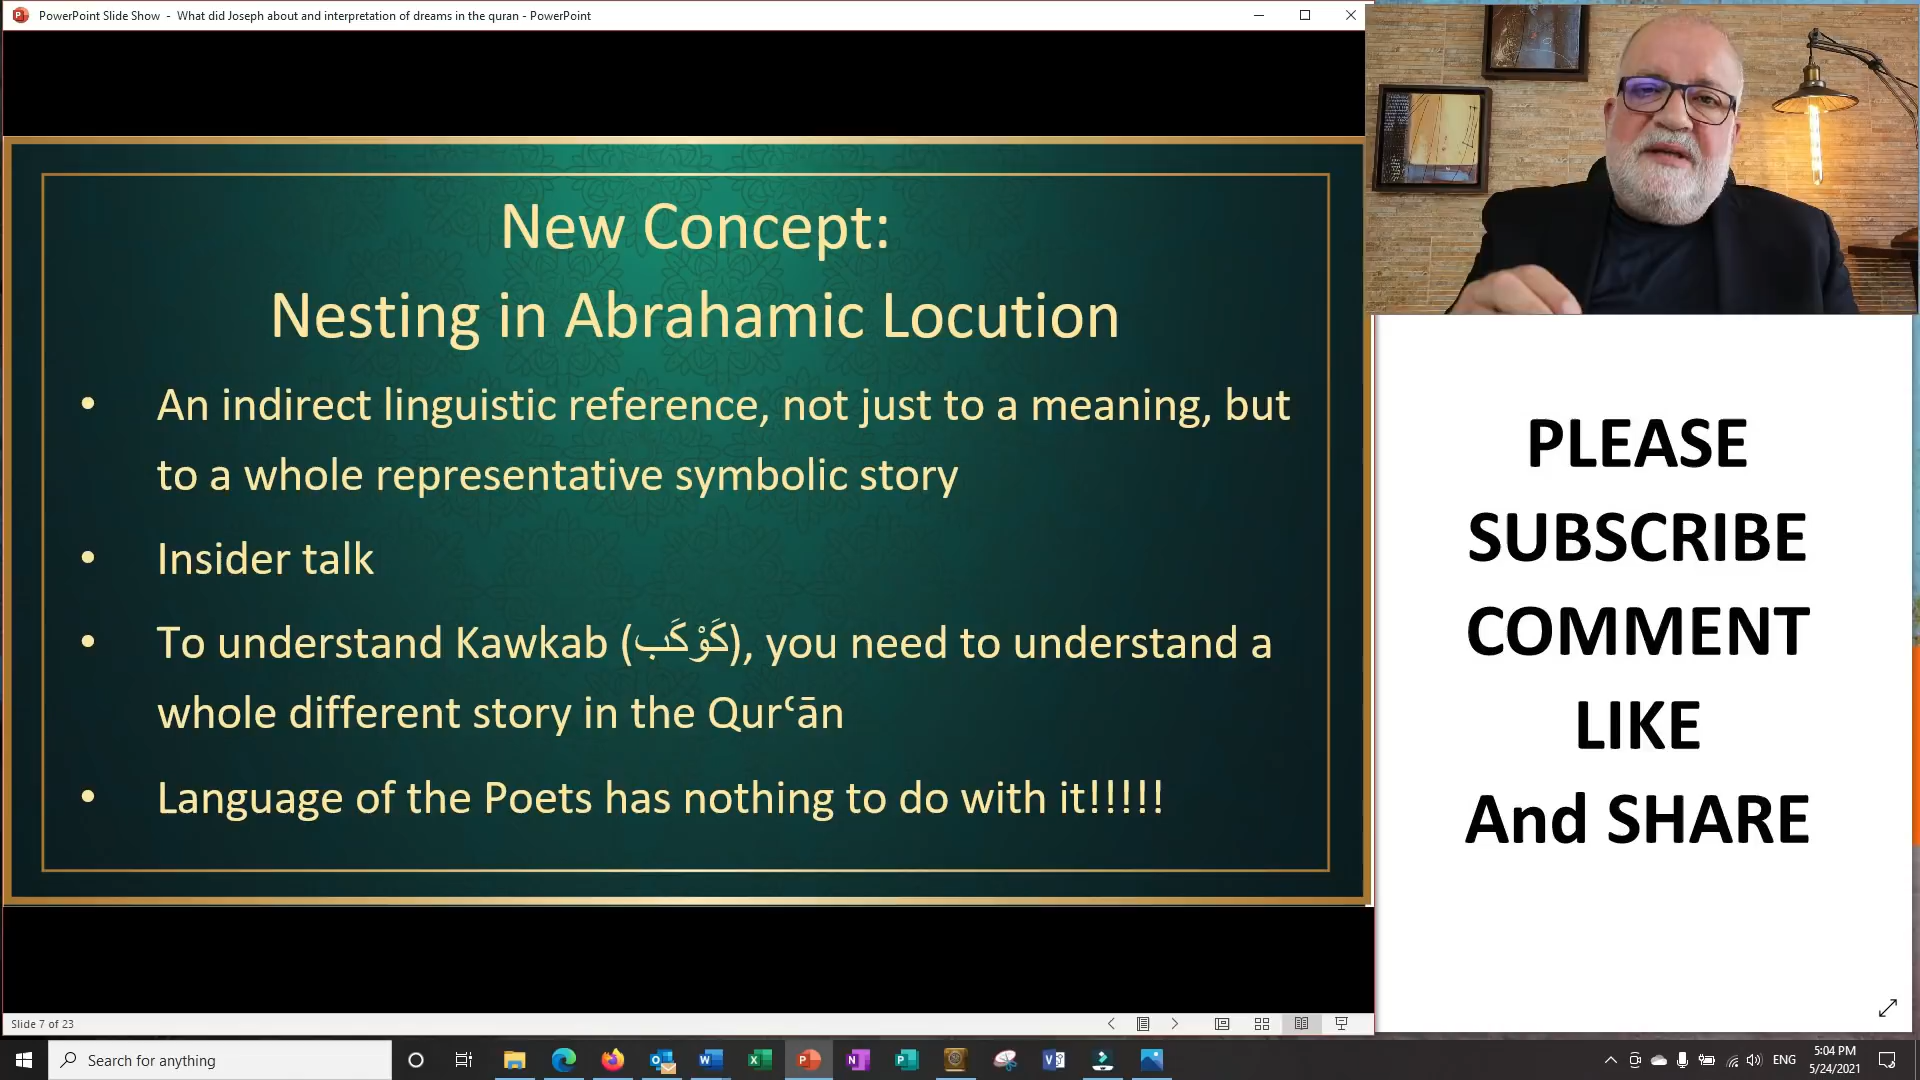 PowerPoint Slide Show - What did Joseph about and interpretation of dreams in the quran - PowerPoint
New Concept:
Nesting in Abrahamic Locution
• An indirect linguistic reference, not just to a meaning, but
to a whole representative symbolic story
• Insider talk
• To understand Kawkab (كَوْكَب), you need to understand a
whole different story in the Qurʿān
• Language of the Poets has nothing to do with it!!!!!
PLEASE
SUBSCRIBE
COMMENT
LIKE
And SHARE
Slide 7 of 23
Search for anything
ENG
5:04 PM
5/24/2021